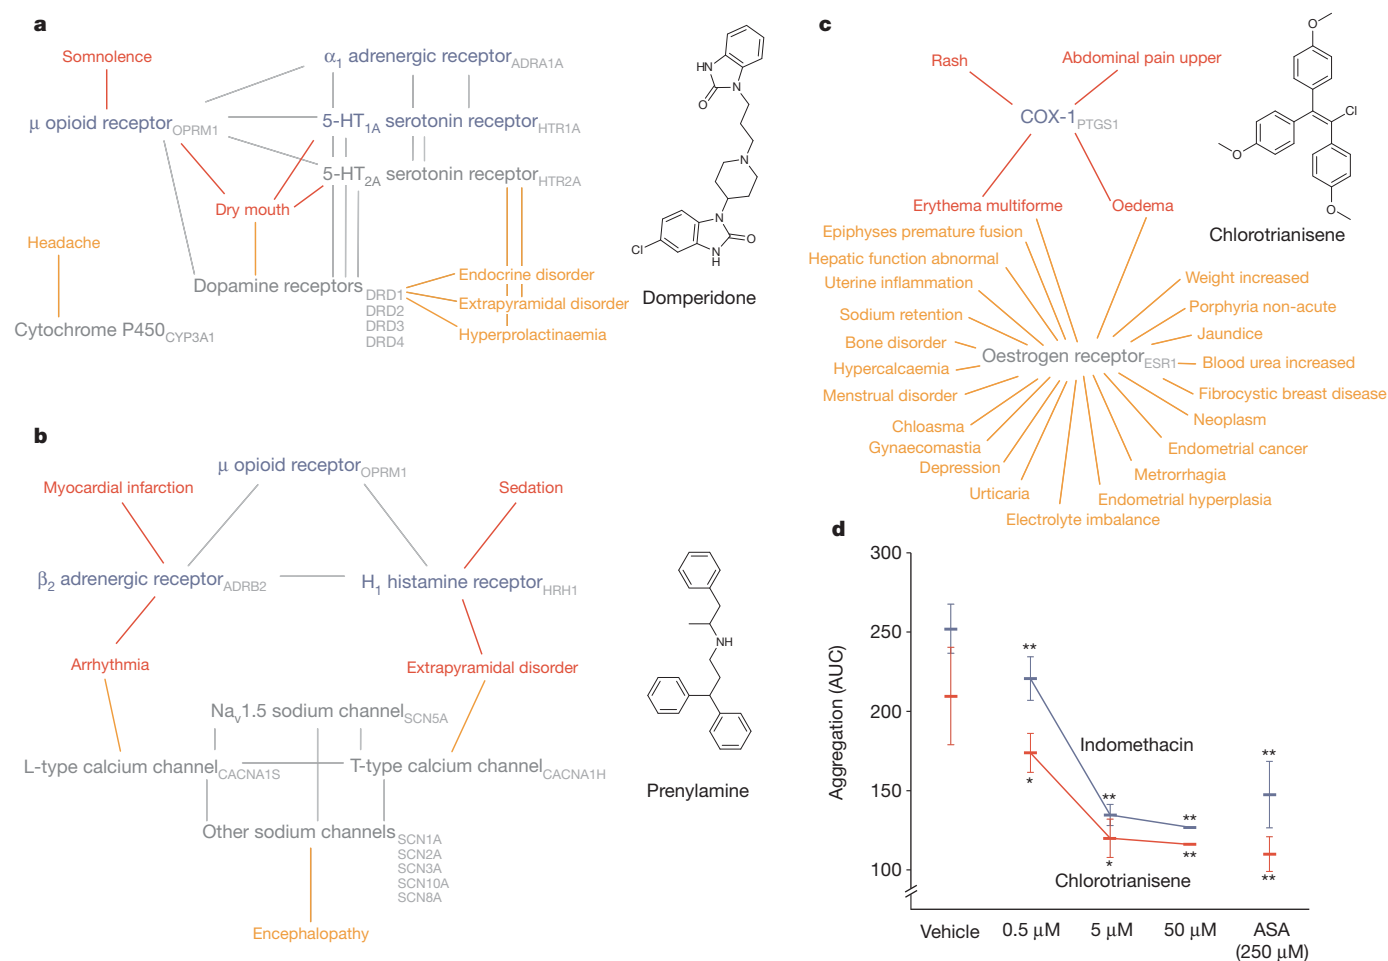 a
Somnolence
α1 adrenergic receptorADRA1A
μ opioid receptorOPRM1
5-HT1A serotonin receptorHTR1A
5-HT2A serotonin receptorHTR2A
Dry mouth
Headache
Dopamine receptors
DRD1
DRD2
DRD3
DRD4
Endocrine disorder
Extrapyramidal disorder
Hyperprolactinaemia
Cytochrome P450CYP3A1
HN
N
O
N
N
O
N
H
Cl
Domperidone
b
μ opioid receptorOPRM1
Myocardial infarction
Sedation
β2 adrenergic receptorADRB2
H1 histamine receptorHRH1
Arrhythmia
Extrapyramidal disorder
Nav1.5 sodium channelSCN5A
L-type calcium channelCACNA1S
T-type calcium channelCACNA1H
Other sodium channels
SCN1A
SCN2A
SCN3A
SCN10A
SCN8A
Encephalopathy
NH
Prenylamine
c
Rash
Abdominal pain upper
COX-1PTGS1
Erythema multiforme
Oedema
Epiphyses premature fusion
Hepatic function abnormal
Uterine inflammation
Sodium retention
Bone disorder
Hypercalcaemia
Menstrual disorder
Chloasma
Gynaecomastia
Depression
Urticaria
Electrolyte imbalance
Oestrogen receptorESR1
Weight increased
Porphyria non-acute
Jaundice
Blood urea increased
Fibrocystic breast disease
Neoplasm
Endometrial cancer
Metrorrhagia
Endometrial hyperplasia
O
Cl
O
O
Chlorotrianisene
d
Aggregation (AUC)
300
250
200
150
100
**
*
**
*
**
**
**
**
Indomethacin
Chlorotrianisene
Vehicle
0.5 μM
5 μM
50 μM
ASA
(250 μM)